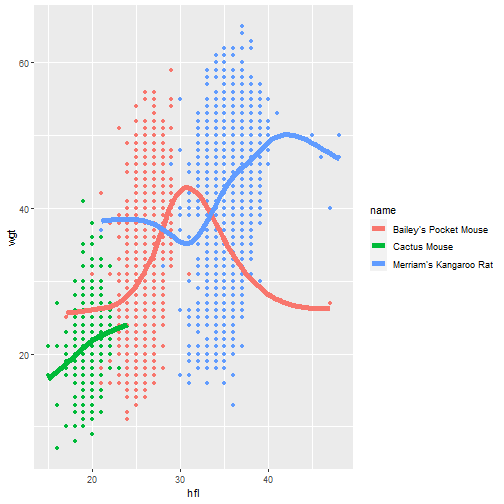 60
40
20
wgt
20
30
40
hfl
name
Bailey's Pocket Mouse
Cactus Mouse
Merriam's Kangaroo Rat